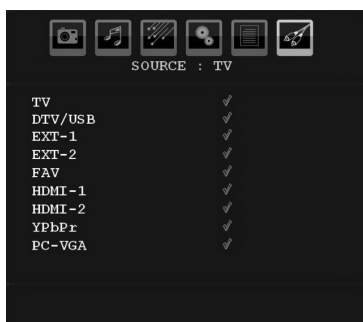 SOURCE : TV
TV
DTV/USB
EXT-1
EXT-2
FAV
HDMI-1
HDMI-2
YPbPr
PC-VGA